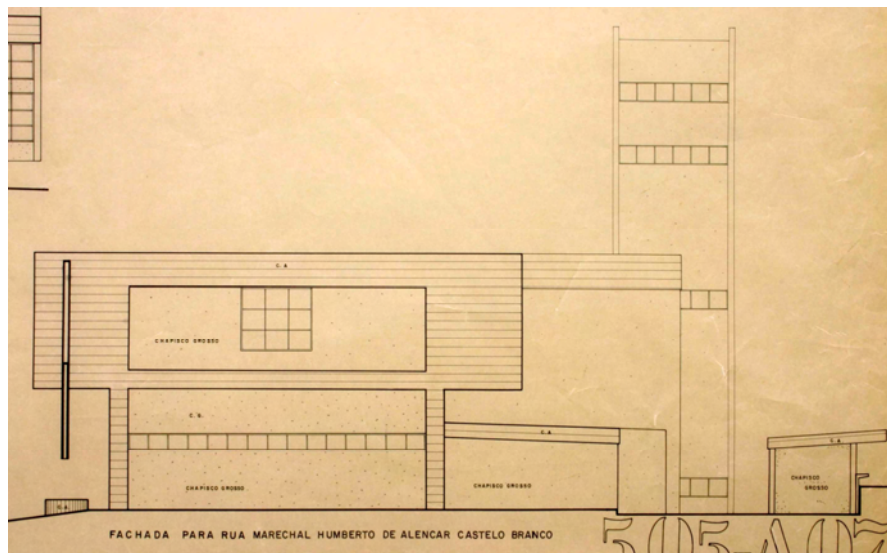 C.A
CHAPISCO GROSSO
C. G.
C.A.
CHAPISCO GROSSO
CHAPISCO GROSSO
C.A.
CHAPISCO
GROSSO
C.A.
FACHADA PARA RUA MARECHAL HUMBERTO DE ALENCAR CASTELO BRANCO